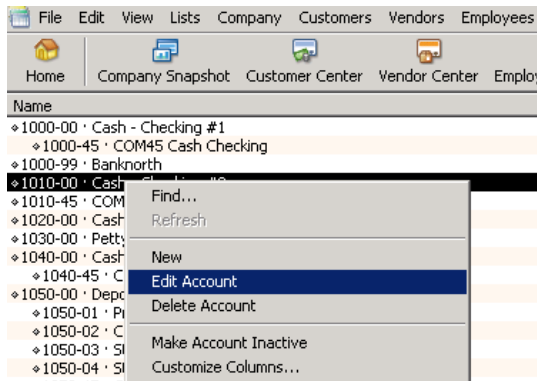 File Edit View Lists Company Customers Vendors Employees
Home Company Snapshot Customer Center Vendor Center
Name
1000-00 · Cash - Checking #1
1000-45 · COM45 Cash Checking
1000-99 · Banknorth
1010-00 · Cash
1010-45 · COM
1020-00 · Cash
1030-00 · Petty
1040-00 · Cash
1040-45 · C
1050-00 · Depo
1050-01 · Pr
1050-02 · C
1050-03 ·
1050-04 ·
Find...
Refresh
New
Edit Account
Delete Account
Make Account Inactive
Customize Columns...